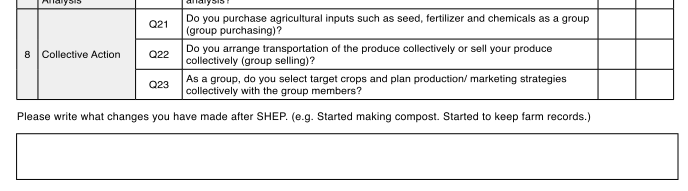 Analysis
analysis?
8
Collective Action
Q21
Do you purchase agricultural inputs such as seed, fertilizer and chemicals as a group
(group purchasing)?
Q22
Do you arrange transportation of the produce collectively or sell your produce
collectively (group selling)?
Q23
As a group, do you select target crops and plan production/ marketing strategies
collectively with the group members?
Please write what changes you have made after SHEP. (e.g. Started making compost. Started to keep farm records.)